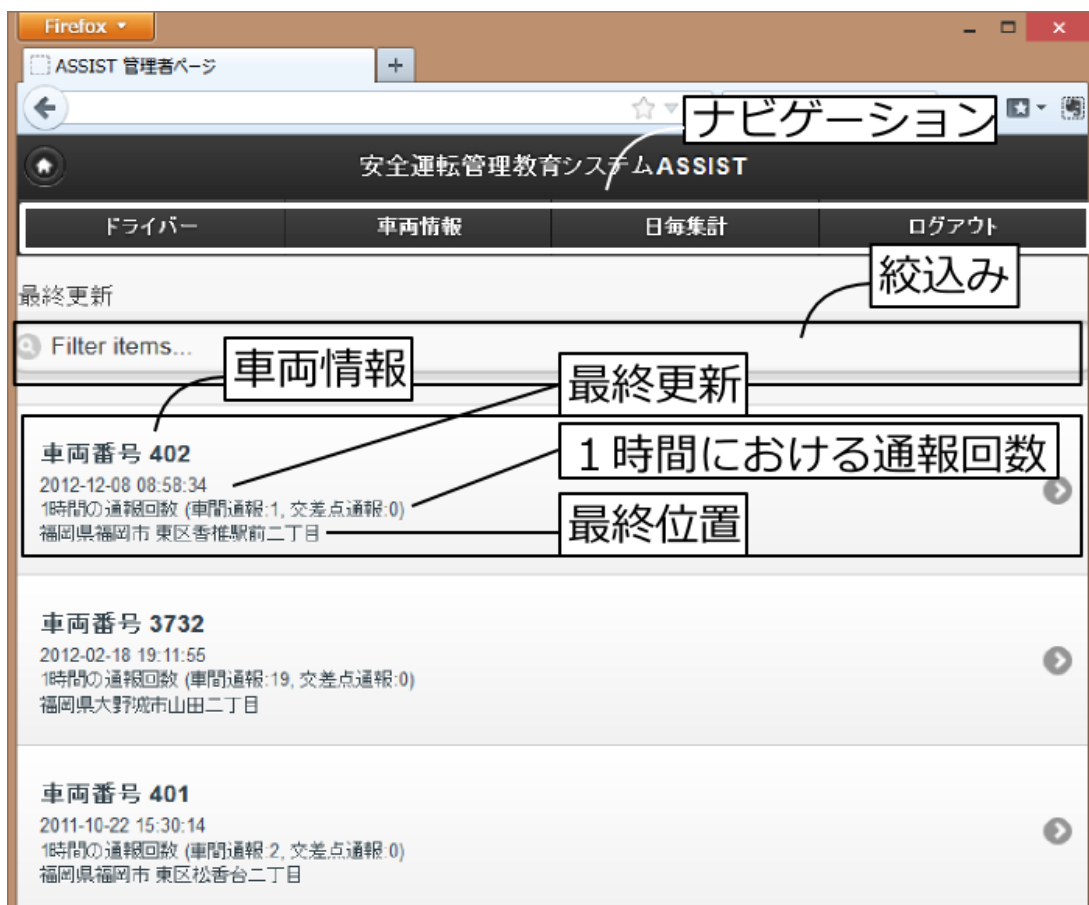 Firefox
ASSIST 管理者ページ
ナビゲーション
安全運転管理教育システムASSIST
ドライバー 車両情報 日毎集計 ログアウト
絞込み
最終更新
Filter items...
車両情報
最終更新
車両番号 402
１時間における通報回数
2012-12-08 08:58:34
1時間の通報回数 (車間通報:1, 交差点通報:0)
最終位置
福岡県福岡市 東区香椎駅前二丁目
車両番号 3732
2012-02-18 19:11:55
1時間の通報回数 (車間通報:19, 交差点通報:0)
福岡県大野城市山田二丁目
車両番号 401
2011-10-22 15:30:14
1時間の通報回数 (車間通報:2, 交差点通報:0)
福岡県福岡市 東区松香台二丁目